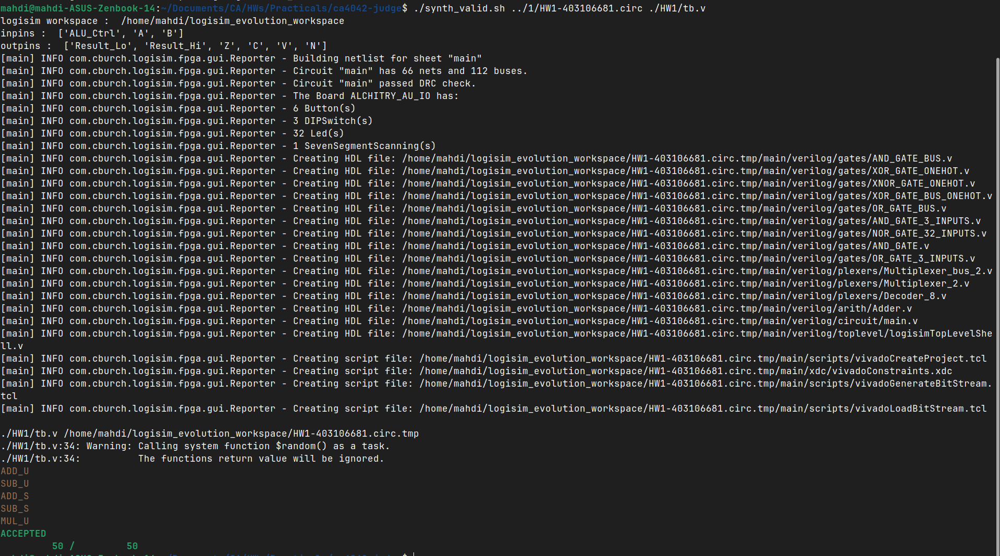 mahdi@mahdi-ASUS-Zenbook-14:~/Documents/CA/HWs/Practicals/ca4042-judge$ ./synth_valid.sh ../1/HW1-403106681.circ ./HW1/tb.v
logisim workspace :  /home/mahdi/logisim_evolution_workspace
inpins :  ['ALU_Ctrl', 'A', 'B']
outpins :  ['Result_Lo', 'Result_Hi', 'Z', 'C', 'V', 'N']
[main] INFO com.cburch.logisim.fpga.gui.Reporter - Building netlist for sheet "main"
[main] INFO com.cburch.logisim.fpga.gui.Reporter - Circuit "main" has 66 nets and 112 buses.
[main] INFO com.cburch.logisim.fpga.gui.Reporter - Circuit "main" passed DRC check.
[main] INFO com.cburch.logisim.fpga.gui.Reporter - The Board ALCHITRY_AU_IO has:
[main] INFO com.cburch.logisim.fpga.gui.Reporter - 6 Button(s)
[main] INFO com.cburch.logisim.fpga.gui.Reporter - 3 DIPSwitch(s)
[main] INFO com.cburch.logisim.fpga.gui.Reporter - 32 Led(s)
[main] INFO com.cburch.logisim.fpga.gui.Reporter - 1 SevenSegmentScanning(s)
[main] INFO com.cburch.logisim.fpga.gui.Reporter - Creating HDL file: /home/mahdi/logisim_evolution_workspace/HW1-403106681.circ.tmp/main/verilog/gates/AND_GATE_BUS.v
[main] INFO com.cburch.logisim.fpga.gui.Reporter - Creating HDL file: /home/mahdi/logisim_evolution_workspace/HW1-403106681.circ.tmp/main/verilog/gates/XOR_GATE_ONEHOT.v
[main] INFO com.cburch.logisim.fpga.gui.Reporter - Creating HDL file: /home/mahdi/logisim_evolution_workspace/HW1-403106681.circ.tmp/main/verilog/gates/XNOR_GATE_ONEHOT.v
[main] INFO com.cburch.logisim.fpga.gui.Reporter - Creating HDL file: /home/mahdi/logisim_evolution_workspace/HW1-403106681.circ.tmp/main/verilog/gates/XOR_GATE_BUS_ONEHOT.v
[main] INFO com.cburch.logisim.fpga.gui.Reporter - Creating HDL file: /home/mahdi/logisim_evolution_workspace/HW1-403106681.circ.tmp/main/verilog/gates/OR_GATE_BUS.v
[main] INFO com.cburch.logisim.fpga.gui.Reporter - Creating HDL file: /home/mahdi/logisim_evolution_workspace/HW1-403106681.circ.tmp/main/verilog/gates/AND_GATE_3_INPUTS.v
[main] INFO com.cburch.logisim.fpga.gui.Reporter - Creating HDL file: /home/mahdi/logisim_evolution_workspace/HW1-403106681.circ.tmp/main/verilog/gates/NOR_GATE_32_INPUTS.v
[main] INFO com.cburch.logisim.fpga.gui.Reporter - Creating HDL file: /home/mahdi/logisim_evolution_workspace/HW1-403106681.circ.tmp/main/verilog/gates/AND_GATE.v
[main] INFO com.cburch.logisim.fpga.gui.Reporter - Creating HDL file: /home/mahdi/logisim_evolution_workspace/HW1-403106681.circ.tmp/main/verilog/gates/OR_GATE_3_INPUTS.v
[main] INFO com.cburch.logisim.fpga.gui.Reporter - Creating HDL file: /home/mahdi/logisim_evolution_workspace/HW1-403106681.circ.tmp/main/verilog/plexers/Multiplexer_bus_2.v
[main] INFO com.cburch.logisim.fpga.gui.Reporter - Creating HDL file: /home/mahdi/logisim_evolution_workspace/HW1-403106681.circ.tmp/main/verilog/plexers/Multiplexer_2.v
[main] INFO com.cburch.logisim.fpga.gui.Reporter - Creating HDL file: /home/mahdi/logisim_evolution_workspace/HW1-403106681.circ.tmp/main/verilog/plexers/Decoder_8.v
[main] INFO com.cburch.logisim.fpga.gui.Reporter - Creating HDL file: /home/mahdi/logisim_evolution_workspace/HW1-403106681.circ.tmp/main/verilog/arith/Adder.v
[main] INFO com.cburch.logisim.fpga.gui.Reporter - Creating HDL file: /home/mahdi/logisim_evolution_workspace/HW1-403106681.circ.tmp/main/verilog/circuit/main.v
[main] INFO com.cburch.logisim.fpga.gui.Reporter - Creating HDL file: /home/mahdi/logisim_evolution_workspace/HW1-403106681.circ.tmp/main/verilog/toplevel/logisimTopLevelShe
ll.v
[main] INFO com.cburch.logisim.fpga.gui.Reporter - Creating script file: /home/mahdi/logisim_evolution_workspace/HW1-403106681.circ.tmp/main/scripts/vivadoCreateProject.tcl
[main] INFO com.cburch.logisim.fpga.gui.Reporter - Creating script file: /home/mahdi/logisim_evolution_workspace/HW1-403106681.circ.tmp/main/xdc/vivadoConstraints.xdc
[main] INFO com.cburch.logisim.fpga.gui.Reporter - Creating script file: /home/mahdi/logisim_evolution_workspace/HW1-403106681.circ.tmp/main/scripts/vivadoGenerateBitStream.
tcl
[main] INFO com.cburch.logisim.fpga.gui.Reporter - Creating script file: /home/mahdi/logisim_evolution_workspace/HW1-403106681.circ.tmp/main/scripts/vivadoLoadBitStream.tcl
./HW1/tb.v /home/mahdi/logisim_evolution_workspace/HW1-403106681.circ.tmp
./HW1/tb.v:34: Warning: Calling system function $random() as a task.
./HW1/tb.v:34:          The functions return value will be ignored.
ADD_U
SUB_U
ADD_S
SUB_S
MUL_U
ACCEPTED
50 /         50